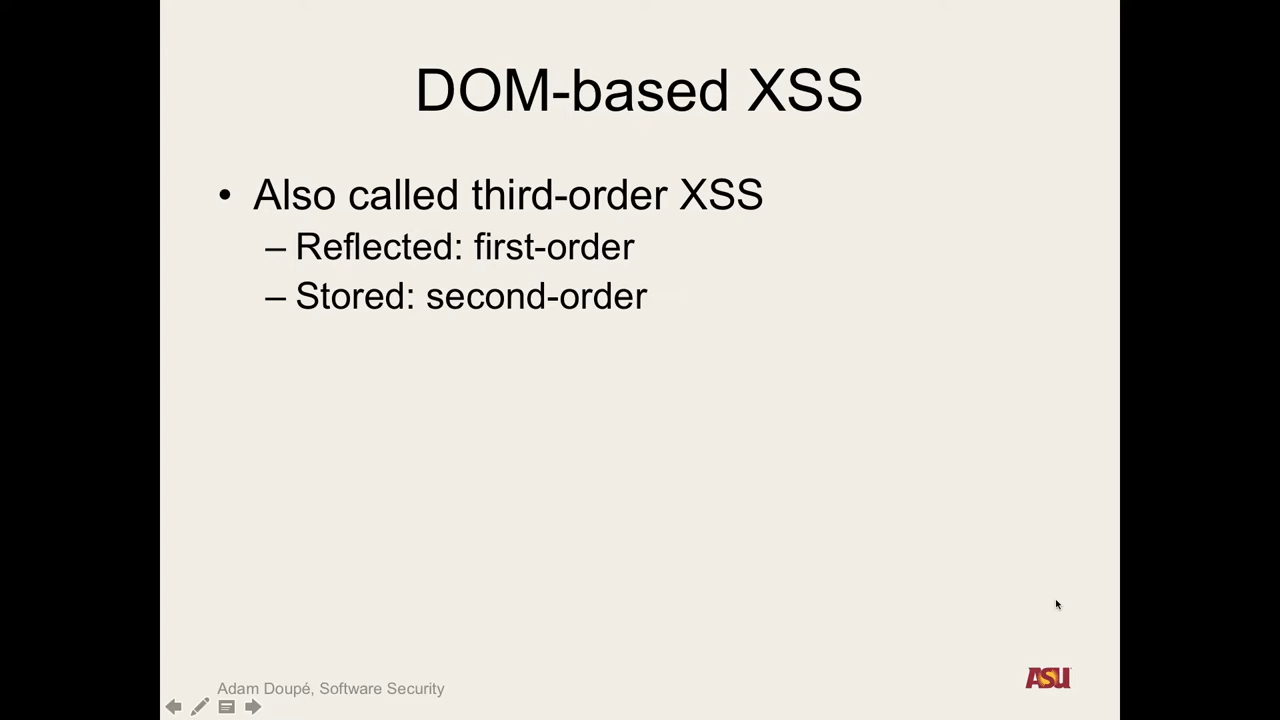 DOM-based XSS
• Also called third-order XSS
– Reflected: first-order
– Stored: second-order
Adam Doupé, Software Security
ASU